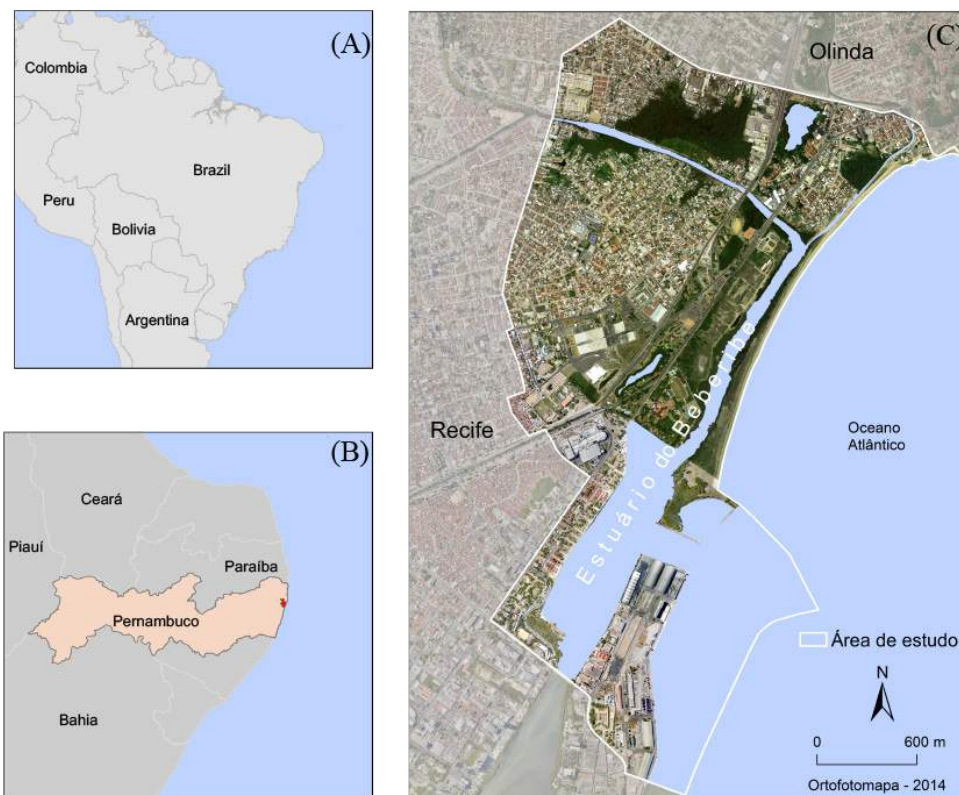 (A)
Colombia
Brazil
Peru
Bolivia
Argentina
(B)
Ceará
Piauí
Paraíba
Pernambuco
Bahia
(C)
Olinda
Recife
Estuário do Beberibe
Oceano
Atlântico
Área de estudo
N
0 600 m
Ortofotomapa - 2014